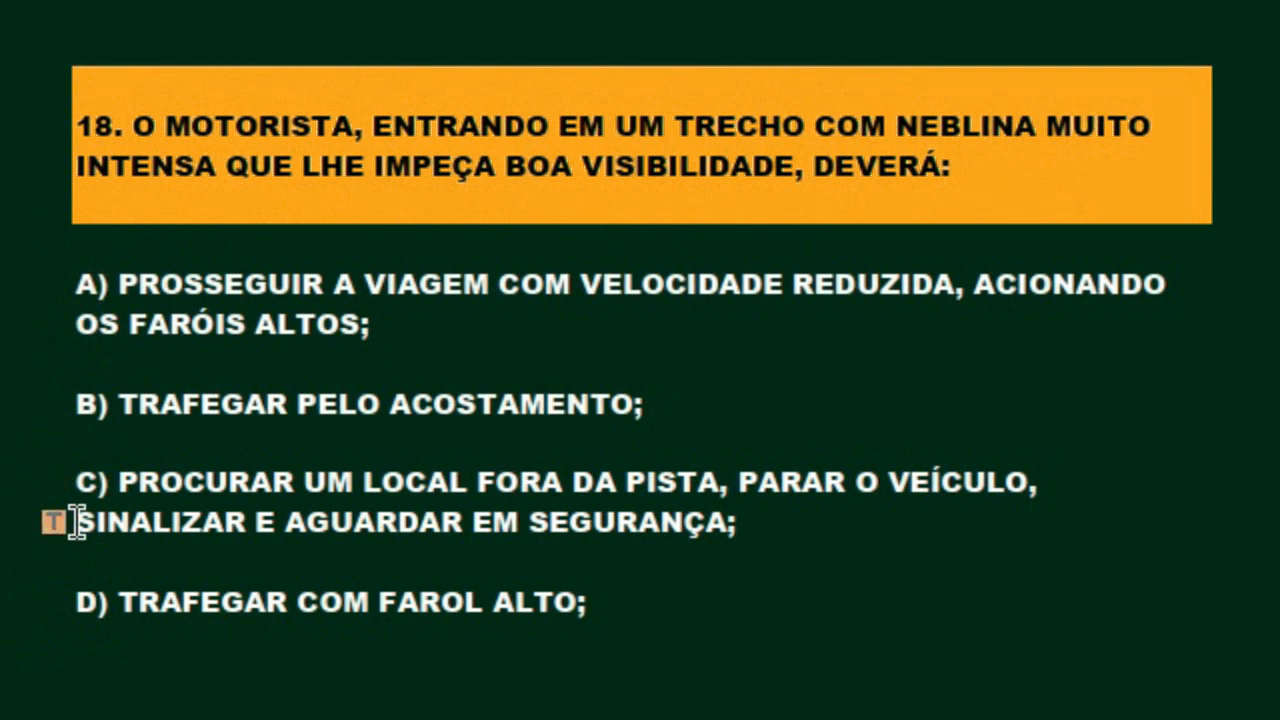 18. O MOTORISTA, ENTRANDO EM UM TRECHO COM NEBLINA MUITO
INTENSA QUE LHE IMPEÇA BOA VISIBILIDADE, DEVERÁ:
A) PROSSEGUIR A VIAGEM COM VELOCIDADE REDUZIDA, ACIONANDO
OS FARÓIS ALTOS;
B) TRAFEGAR PELO ACOSTAMENTO;
C) PROCURAR UM LOCAL FORA DA PISTA, PARAR O VEÍCULO,
T SINALIZAR E AGUARDAR EM SEGURANÇA;
D) TRAFEGAR COM FAROL ALTO;